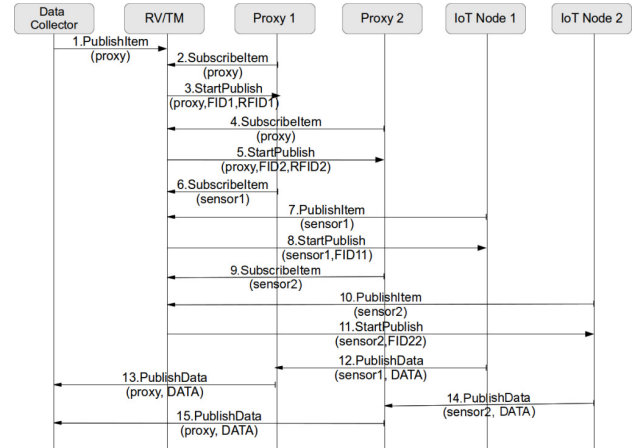 Data
Collector
RV/TM
Proxy 1
Proxy 2
IoT Node 1
IoT Node 2
1.PublishItem
(proxy)
2.SubscribeItem
(proxy)
3.StartPublish
(proxy,FID1,RFID1)
4.SubscribeItem
(proxy)
5.StartPublish
(proxy,FID2,RFID2)
6.SubscribeItem
(sensor1)
7.PublishItem
(sensor1)
8.StartPublish
(sensor1,FID11)
9.SubscribeItem
(sensor2)
10.PublishItem
(sensor2)
11.StartPublish
(sensor2,FID22)
12.PublishData
(sensor1, DATA)
13.PublishData
(proxy, DATA)
14.PublishData
(sensor2, DATA)
15.PublishData
(proxy, DATA)